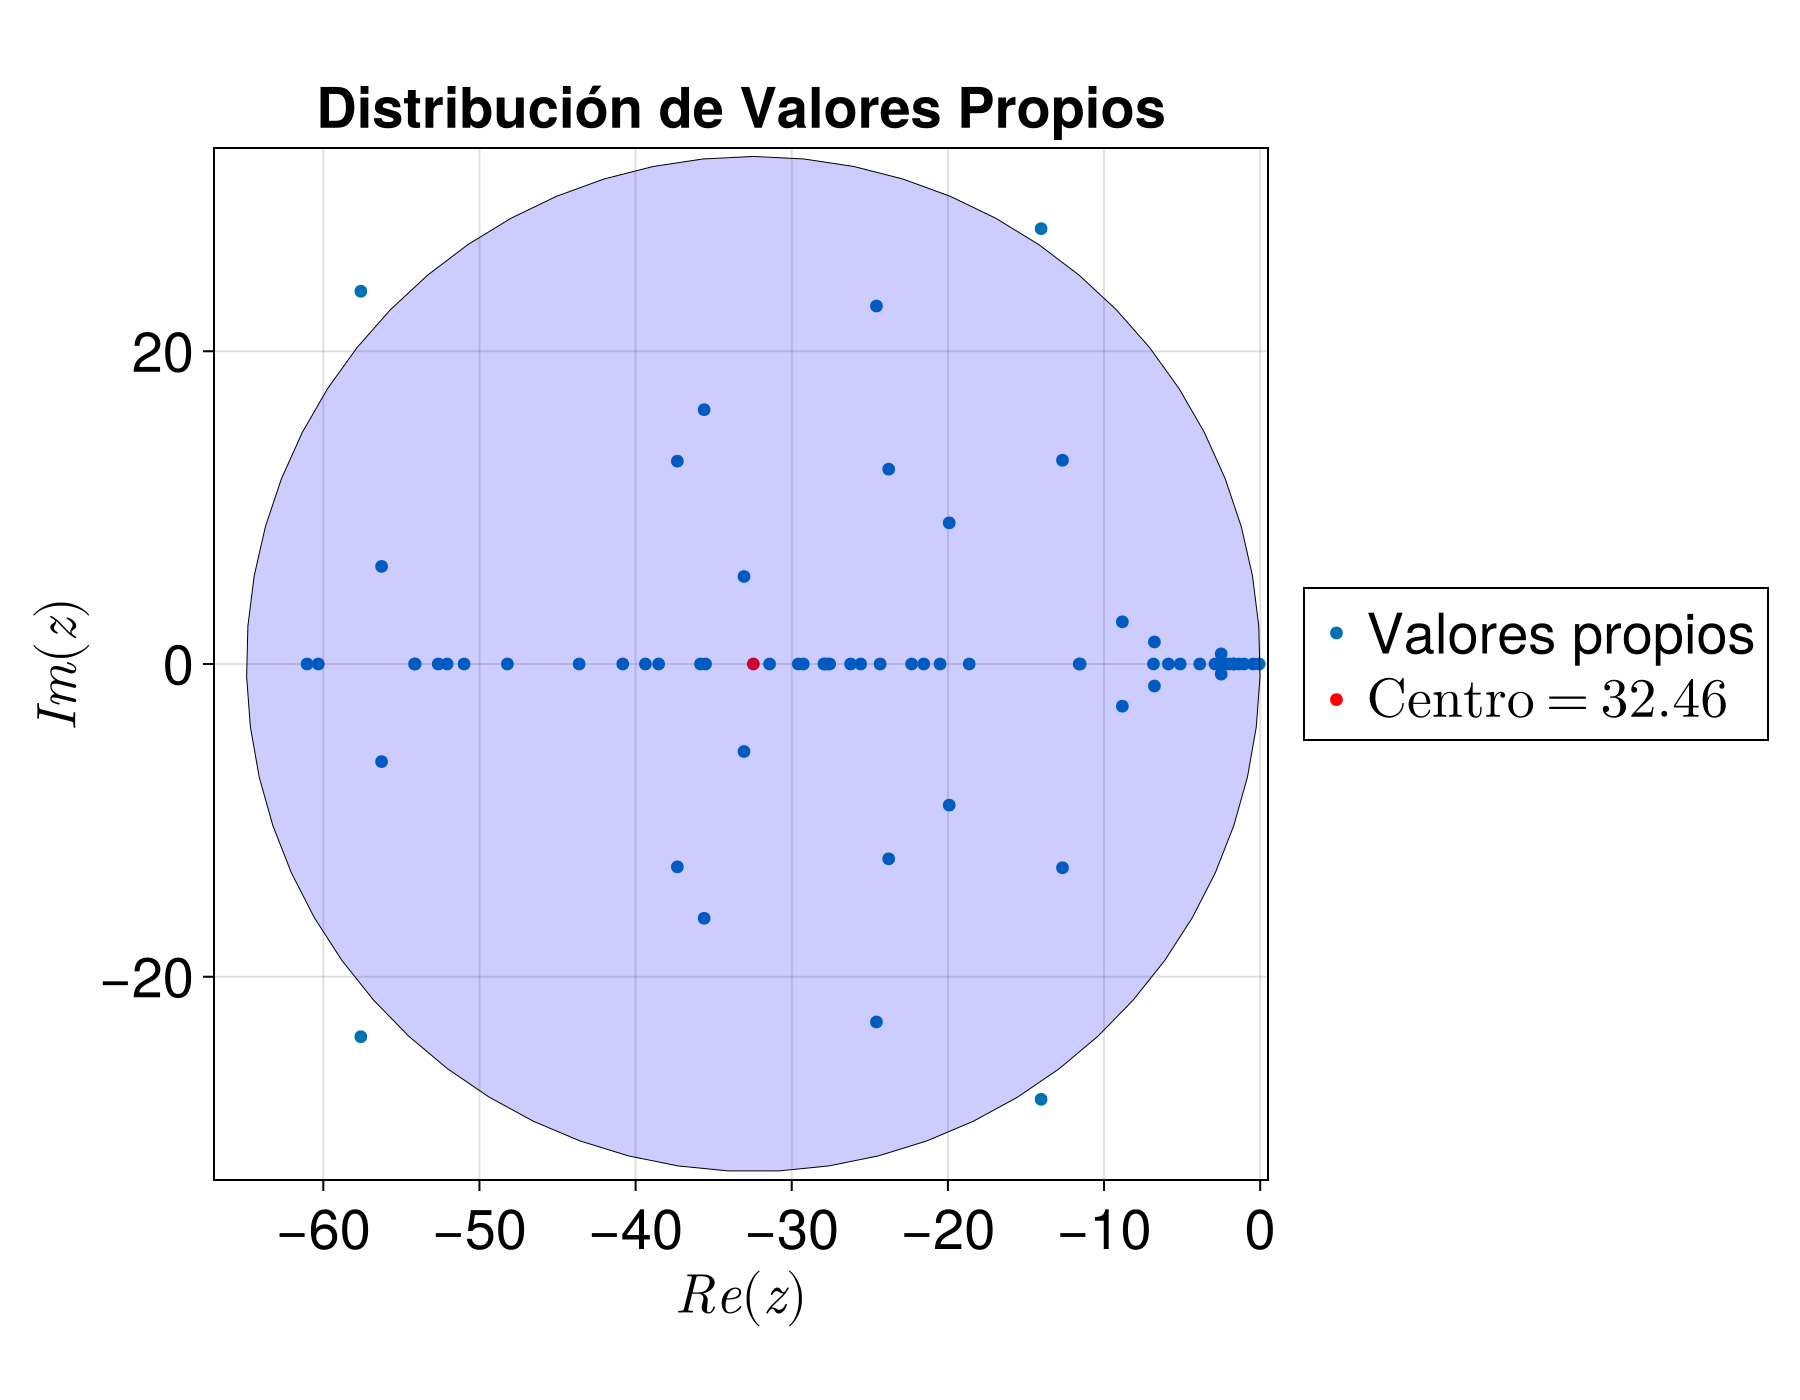 Distribución de Valores Propios
20
0
−20
Im(z)
−60 −50 −40 −30 −20 −10 0
Re(z)
Valores propios
Centro = 32.46